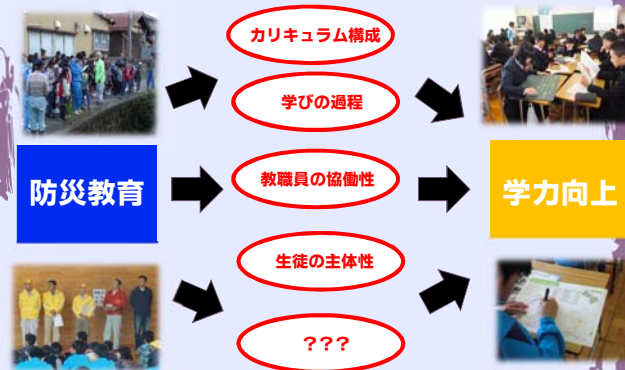 カリキュラム構成
学びの過程
防災教育
教職員の協働性
学力向上
生徒の主体性
???